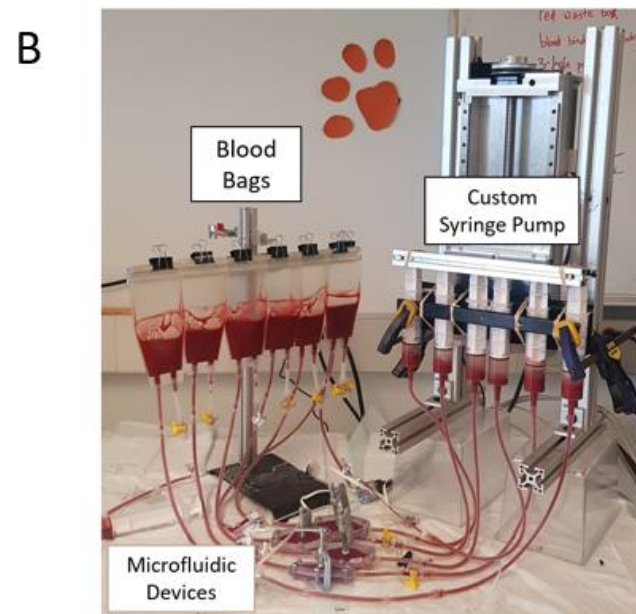 B
red waste bag
Blood
Bags
Custom
Syringe Pump
Microfluidic
Devices